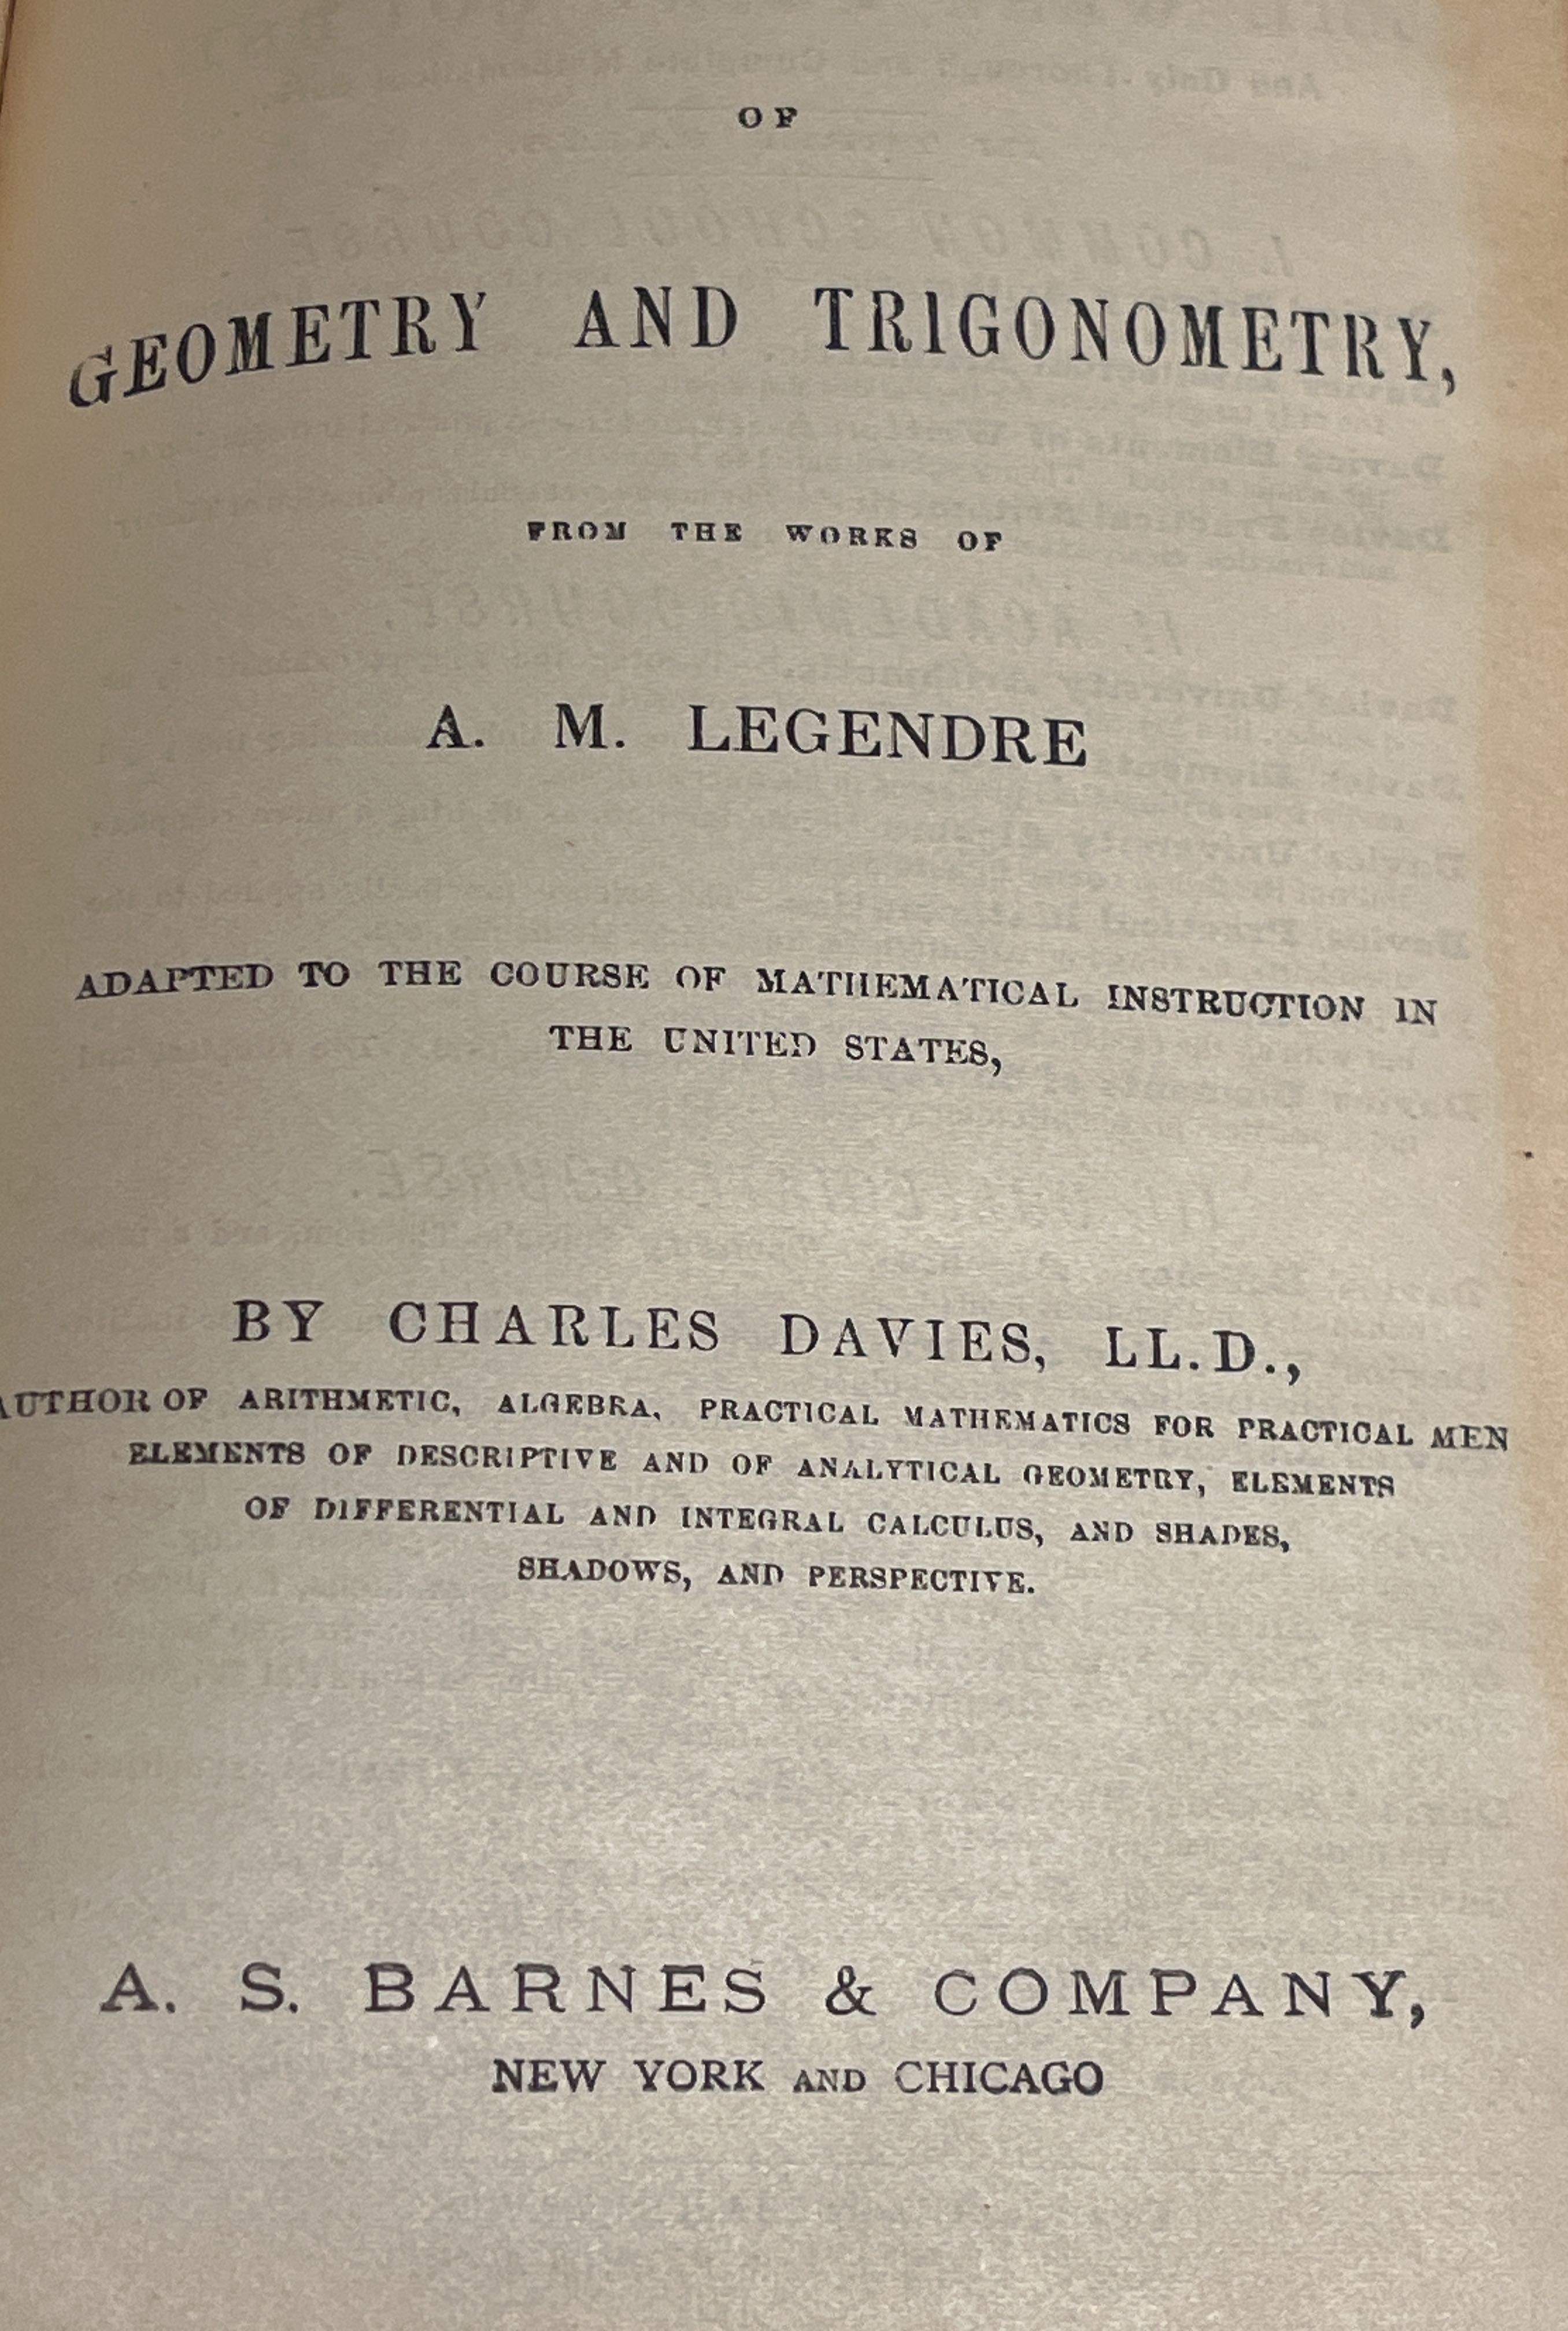 OF
GEOMETRY AND TRIGONOMETRY,
FROM THE WORKS OF
A. M. LEGENDRE
ADAPTED TO THE COURSE OF MATHEMATICAL INSTRUCTION IN
THE UNITED STATES,
BY CHARLES DAVIES, LL.D.,
AUTHOR OF ARITHMETIC, ALGEBRA, PRACTICAL MATHEMATICS FOR PRACTICAL MEN
ELEMENTS OF DESCRIPTIVE AND OF ANALYTICAL GEOMETRY, ELEMENTS
OF DIFFERENTIAL AND INTEGRAL CALCULUS, AND SHADES,
SHADOWS, AND PERSPECTIVE.
A. S. BARNES & COMPANY,
NEW YORK AND CHICAGO